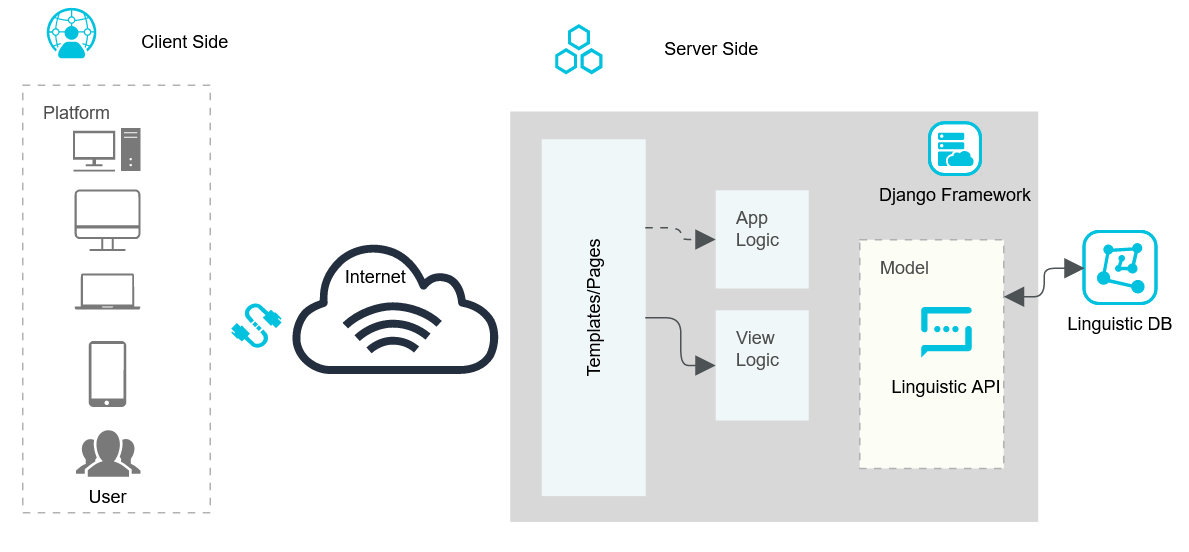 Client Side
Server Side
Platform
User
Internet
Templates/Pages
App
Logic
View
Logic
Django Framework
Model
Linguistic API
Linguistic DB